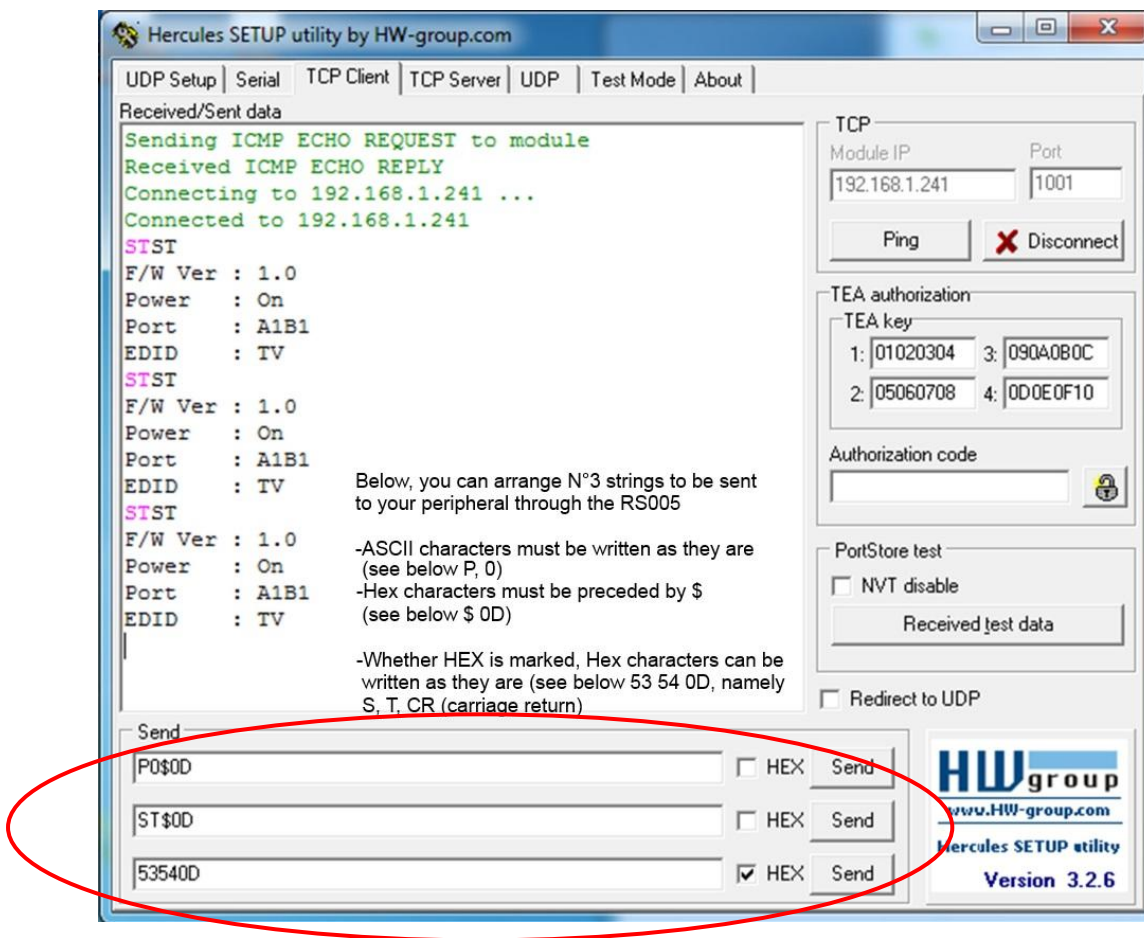 Hercules SETUP utility by HW-group.com
UDP Setup Serial TCP Client TCP Server UDP Test Mode About
Received/Sent data
Sending ICMP ECHO REQUEST to module
Received ICMP ECHO REPLY
Connecting to 192.168.1.241 ...
Connected to 192.168.1.241
STST
F/W Ver : 1.0
Power : On
Port : A1B1
EDID : TV
STST
F/W Ver : 1.0
Power : On
Port : A1B1
EDID : TV
STST
F/W Ver : 1.0
Power : On
Port : A1B1
EDID : TV
Below, you can arrange N°3 strings to be sent
to your peripheral through the RS005
-ASCII characters must be written as they are
(see below P, 0)
-Hex characters must be preceded by $
(see below $ 0D)
-Whether HEX is marked, Hex characters can be
written as they are (see below 53 54 0D, namely
S, T, CR (carriage return)
TCP
Module IP Port
192.168.1.241 1001
Ping Disconnect
TEA authorization
TEA key
1: 01020304 3: 090A0B0C
2: 05060708 4: 0D0E0F10
Authorization code
PortStore test
NVT disable
Received test data
Redirect to UDP
Send
P0$0D HEX Send
ST$0D HEX Send
53540D HEX Send
HW group
www.HW-group.com
Hercules SETUP utility
Version 3.2.6